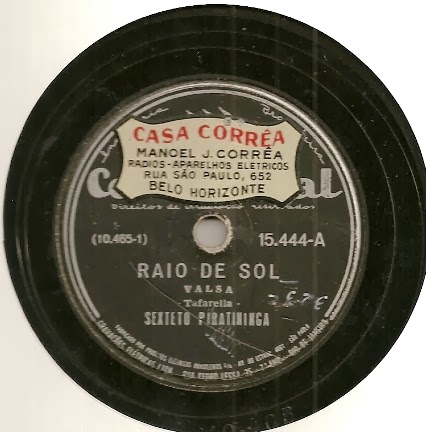 CASA CORRÊA
MANOEL J. CORRÊA
RADIOS-APARELHOS ELETRICOS
RUA SÃO PAULO, 652
BELO HORIZONTE
(10.465-1) 15.444-A
RAIO DE SOL
VALSA
- Tafarella -
SEXTETO PIRATININGA